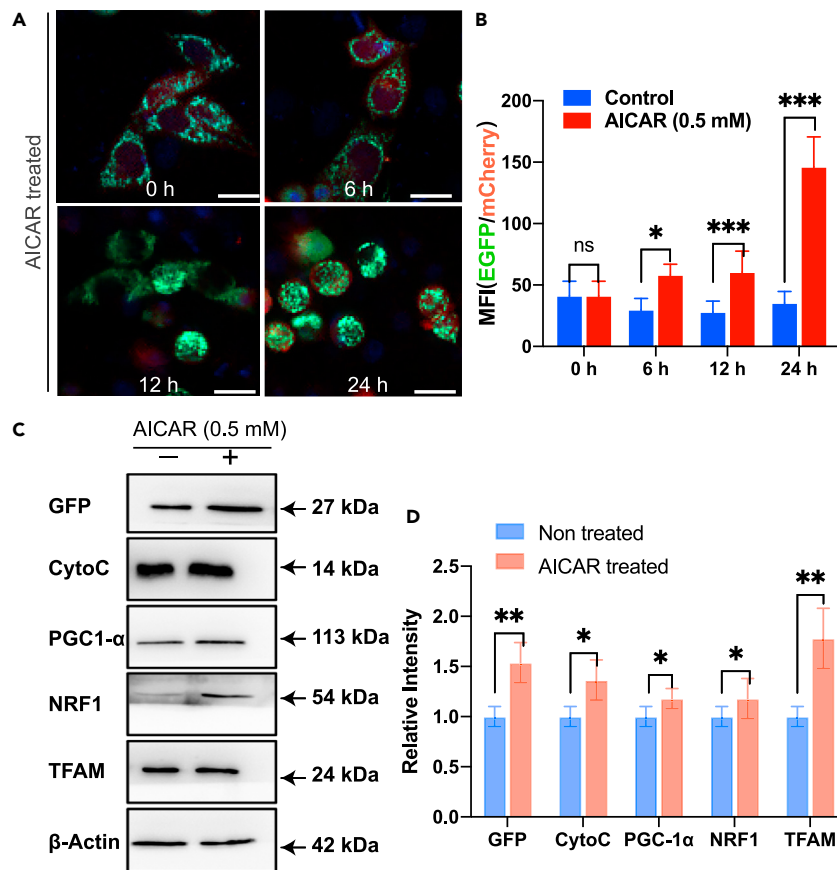 A
AICAR treated
0 h
6 h
12 h
24 h
B
Control
AICAR (0.5 mM)
MFI(EGFP/mCherry)
200
150
100
50
0
ns
*
***
***
0 h
6 h
12 h
24 h
C
AICAR (0.5 mM)
− +
GFP
27 kDa
CytoC
14 kDa
PGC1-α
113 kDa
NRF1
54 kDa
TFAM
24 kDa
β-Actin
42 kDa
D
Non treated
AICAR treated
Relative Intensity
2.5
2.0
1.5
1.0
0.5
0.0
**
*
*
*
**
GFP CytoC PGC-1α NRF1 TFAM